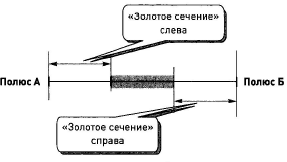 «Золотое сечение»
слева
Полюс А
Полюс Б
«Золотое сечение»
справа